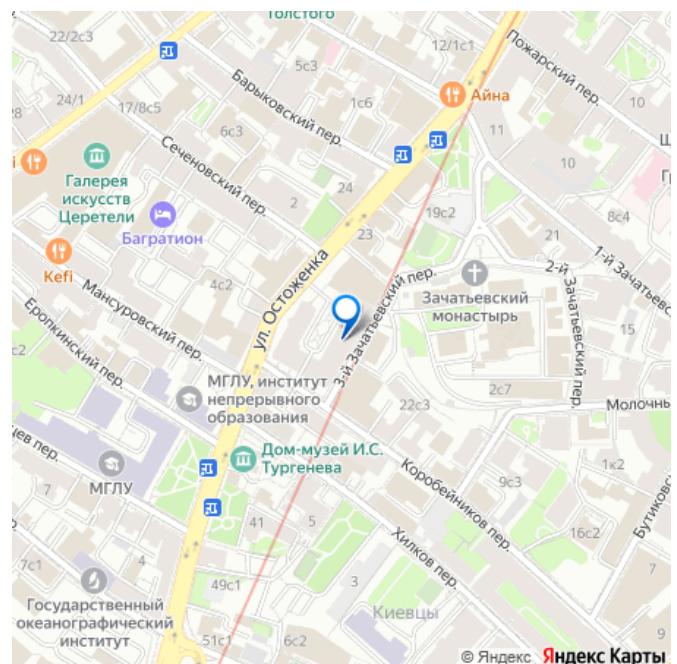 Толстого
22/2с3
12/1с1
Пожарский пер.
5с3
Барыковский пер.
24/1
17/8с5
1с6
Айна
10
6с3
Сеченовский пер.
11
10
Галерея
искусств
Церетели
24
2
19с2
8с4
Багратион
23
21
1-й Зачатьевский
Kefi
4с2
ул. Остоженка
3-й Зачатьевский пер.
Зачатьевский
монастырь
2-й Зачатьевский пер.
15
Мансуровский пер.
Еропкинский пер.
МГЛУ, институт
непрерывного
образования
2с7
22с3
Молочны
Дом-музей И.С.
Тургенева
цев пер.
МГЛУ
Коробейников пер.
1к2
9с3
Бутиковс
7
41
5
Хилков пер.
16с2
4
7с1
49с1
3
Киевцы
7
Государственный
океанографический
институт
51с1
6с2
9
© Яндекс Яндекс Карты